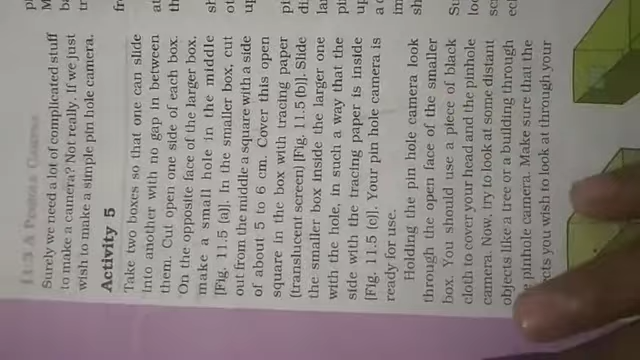 11.3 A PINHOLE CAMERA
Surely we need a lot of complicated stuff
to make a camera? Not really. If we just
wish to make a simple pin hole camera.
Activity 5
Take two boxes so that one can slide
into another with no gap in between
them. Cut open one side of each box.
On the opposite face of the larger box,
make a small hole in the middle
[Fig. 11.5 (a)]. In the smaller box, cut
out from the middle a square with a side
of about 5 to 6 cm. Cover this open
square in the box with tracing paper
(translucent screen) [Fig. 11.5 (b)]. Slide
the smaller box inside the larger one
with the hole, in such a way that the
side with the tracing paper is inside
[Fig. 11.5 (c)]. Your pin hole camera is
ready for use.
Holding the pin hole camera look
through the open face of the smaller
box. You should use a piece of black
cloth to cover your head and the pinhole
camera. Now, try to look at some distant
objects like a tree or a building through
pinhole camera. Make sure that the
you wish to look at through your